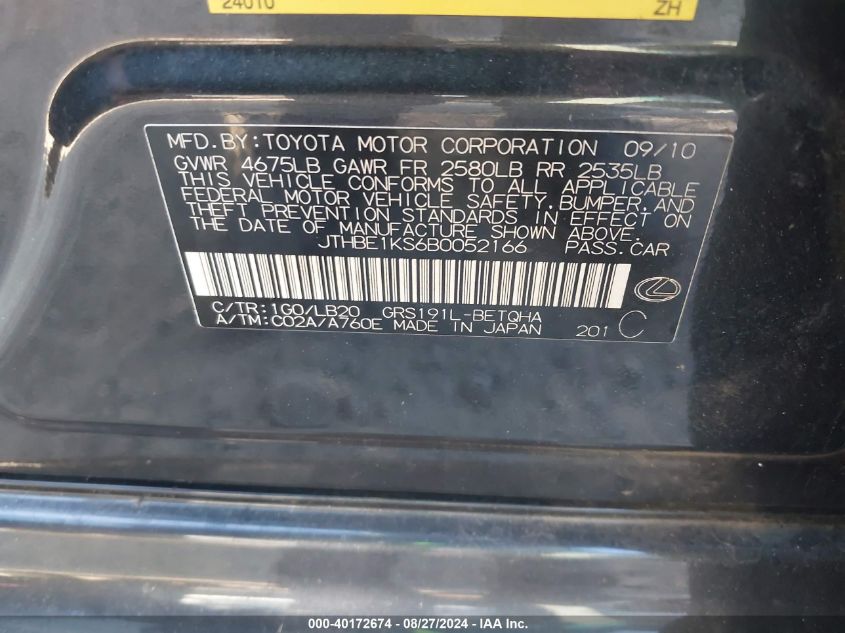 24010 ZH
MFD.BY:TOYOTA MOTOR CORPORATION 09/10
GVWR 4675LB GAWR FR 2580LB RR 2535LB
THIS VEHICLE CONFORMS TO ALL APPLICABLE
FEDERAL MOTOR VEHICLE SAFETY,BUMPER,AND
THEFT PREVENTION STANDARDS IN EFFECT ON
THE DATE OF MANUFACTURE SHOWN ABOVE.
JTHBE1KS6B0052166 PASS.CAR
C/TR:1G0/LB20 GRS191L-BETQHA
A/TM:C02A/A760E MADE IN JAPAN 201 C
000-40172674 - 08/27/2024 - IAA Inc.